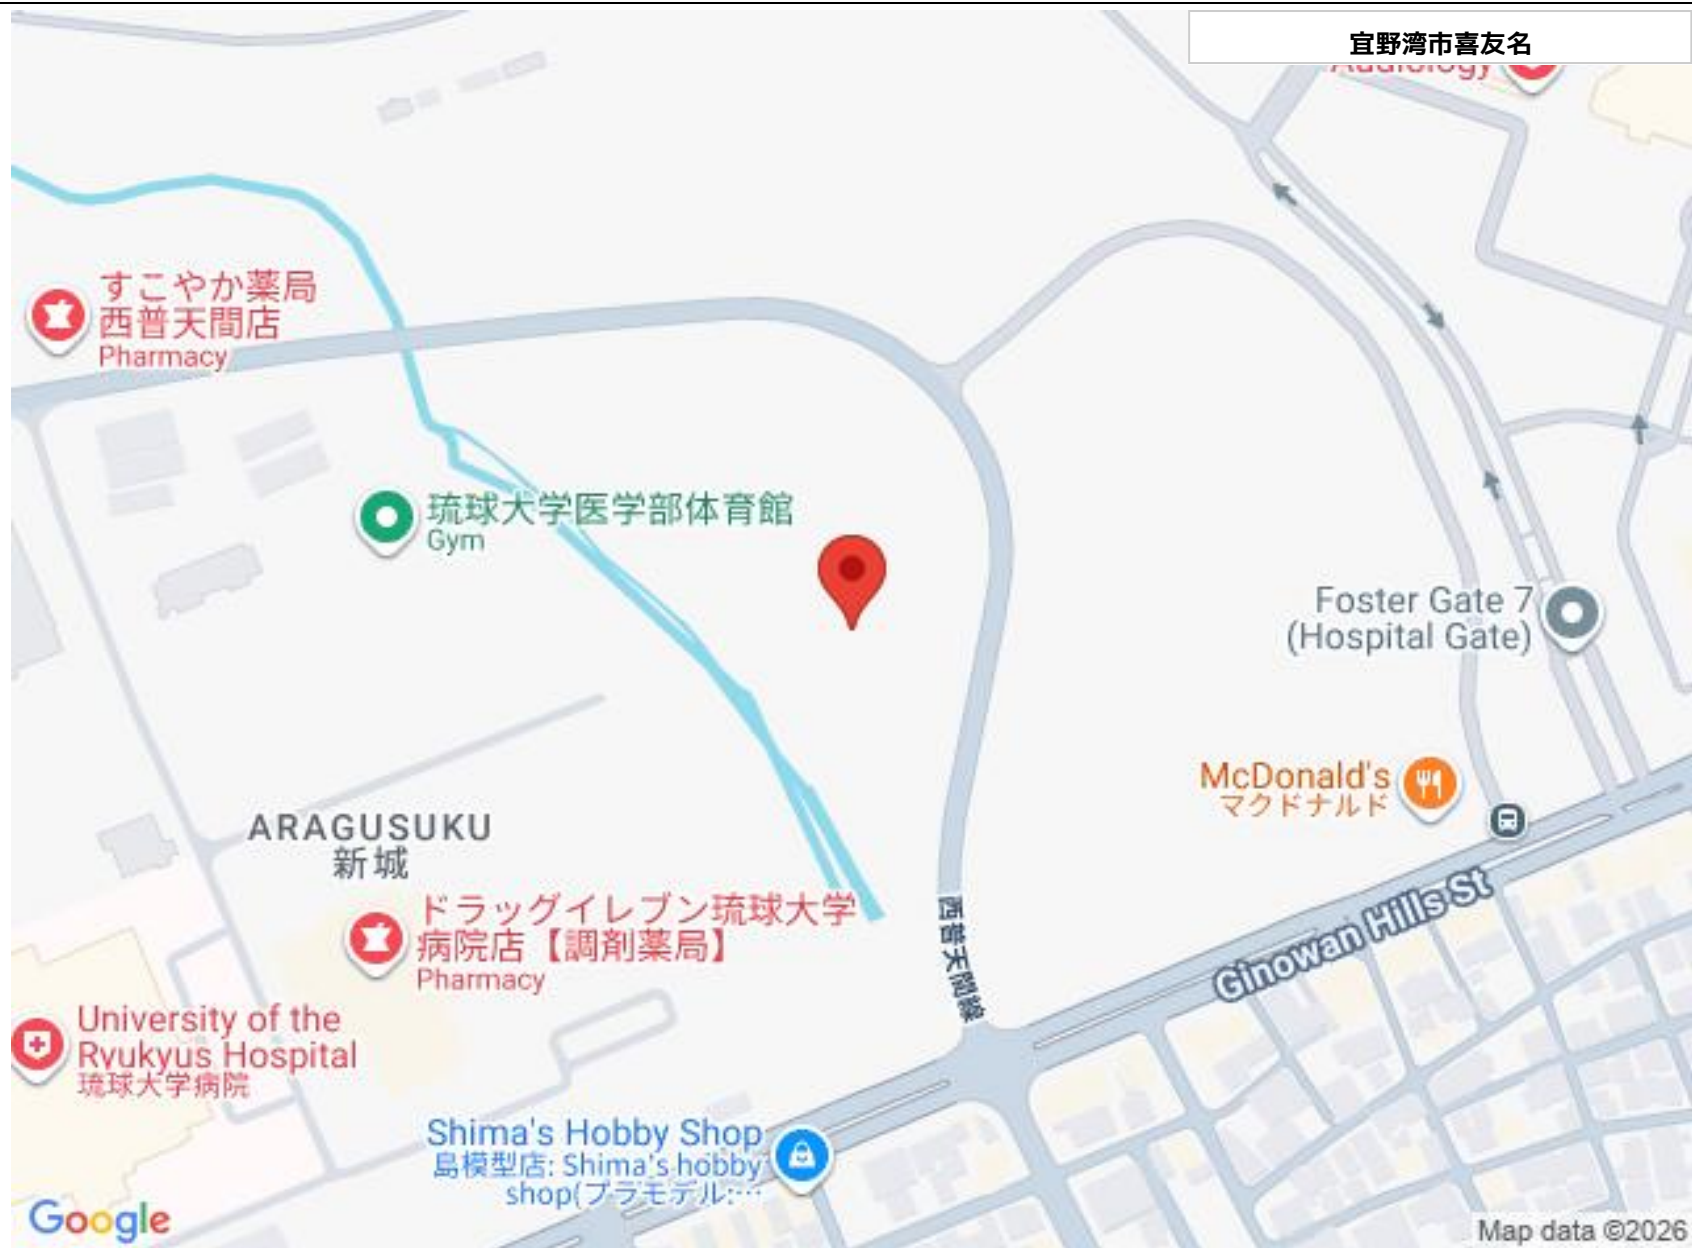 宜野湾市喜友名
Audiology
すこやか薬局
西普天間店
Pharmacy
琉球大学医学部体育館
Gym
Foster Gate 7
(Hospital Gate)
McDonald's
マクドナルド
ARAGUSUKU
新城
ドラッグイレブン琉球大学
病院店【調剤薬局】
Pharmacy
西普天間線
Ginowan Hills St
University of the
Ryukyus Hospital
琉球大学病院
Shima's Hobby Shop
島模型店: Shima's hobby
shop(プラモデル:…
Google
Map data ©2026